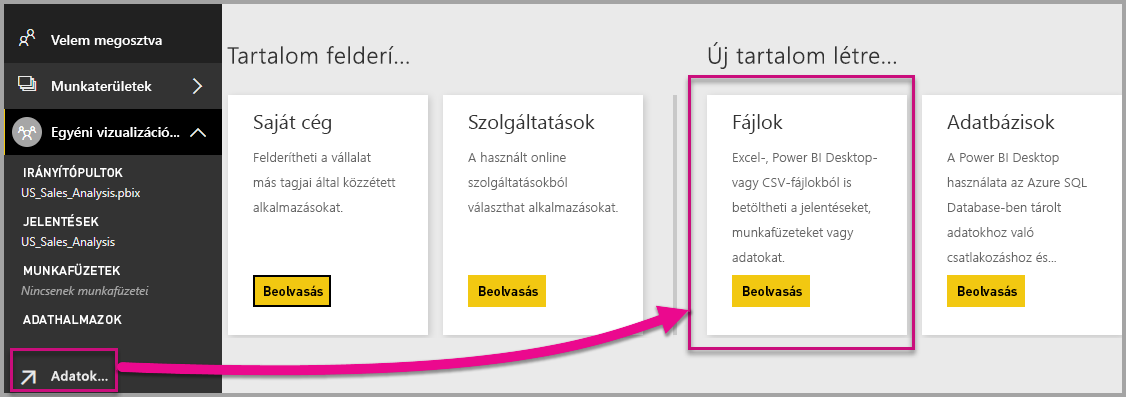 Velem megosztva
Munkaterületek
Egyéni vizualizáció...
IRÁNYÍTÓPULTOK
US_Sales_Analysis.pbix
JELENTÉSEK
US_Sales_Analysis
MUNKAFÜZETEK
Nincsenek munkafüzetei
ADATHALMAZOK
Adatok...
Tartalom felderí...
Saját cég
Felderítheti a vállalat
más tagjai által közzétett
alkalmazásokat.
Beolvasás
Szolgáltatások
A használt online
szolgáltatásokból
választhat alkalmazásokat.
Beolvasás
Új tartalom létre...
Fájlok
Excel-, Power BI Desktop-
vagy CSV-fájlokból is
betöltheti a jelentéseket,
munkafüzeteket vagy
adatokat.
Beolvasás
Adatbázisok
A Power BI Desktop
használata az Azure SQL
Database-ben tárolt
adatokhoz való
csatlakozáshoz és...
Beolvasás